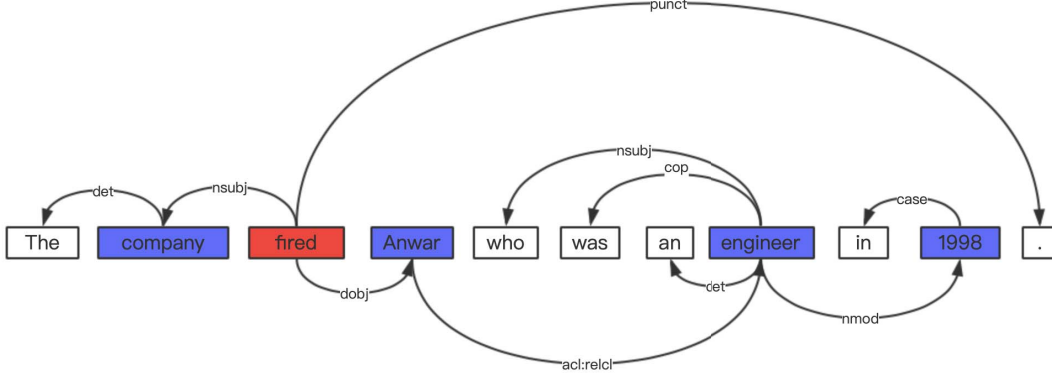 punct
nsubj
cop
det
nsubj
case
The company fired Anwar who was an engineer in 1998 .
det
dobj
nmod
acl:relcl